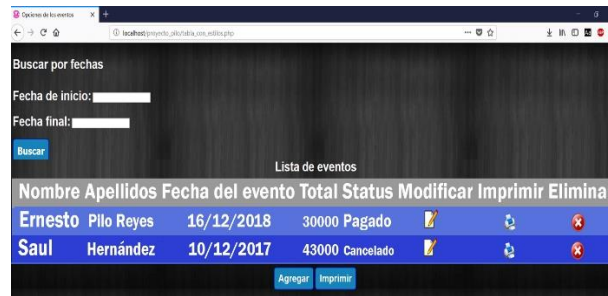 Opciones de los eventos
localhost/proyecto_pllo/tabla_con_estilos.php
Buscar por fechas
Fecha de inicio:
Fecha final:
Buscar
Lista de eventos
Nombre Apellidos Fecha del evento Total Status Modificar Imprimir Elimina
Ernesto Pllo Reyes 16/12/2018 30000 Pagado
Saul Hernández 10/12/2017 43000 Cancelado
Agregar Imprimir